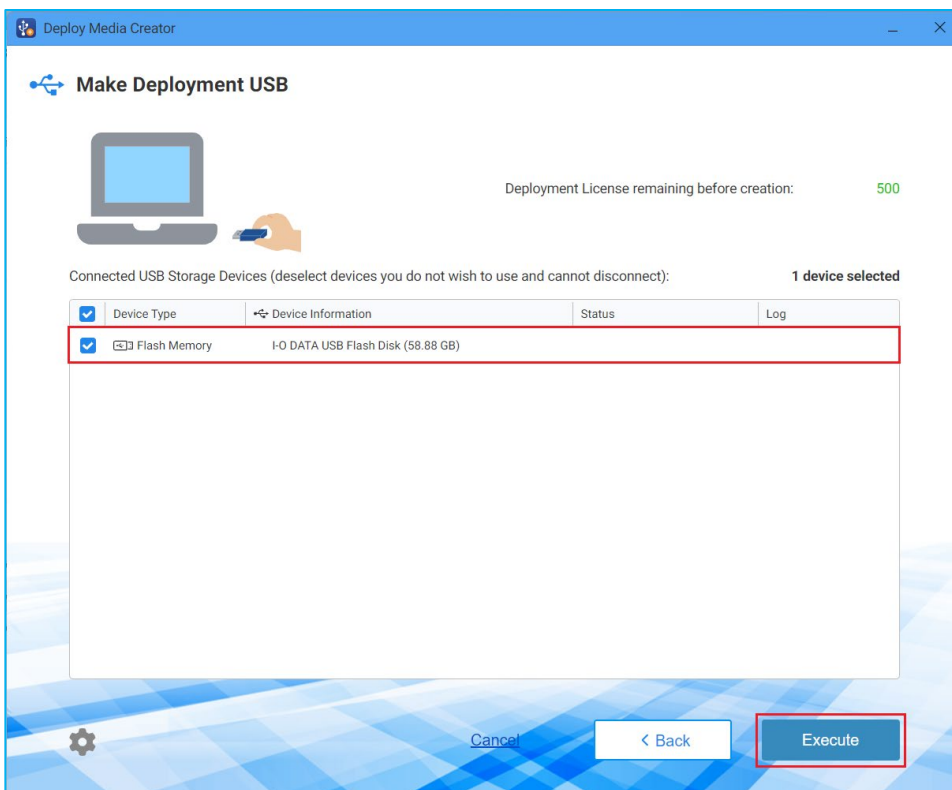 Deploy Media Creator
Make Deployment USB
Deployment License remaining before creation: 500
Connected USB Storage Devices (deselect devices you do not wish to use and cannot disconnect): 1 device selected
Device Type Device Information Status Log
Flash Memory I-O DATA USB Flash Disk (58.88 GB)
Cancel < Back Execute